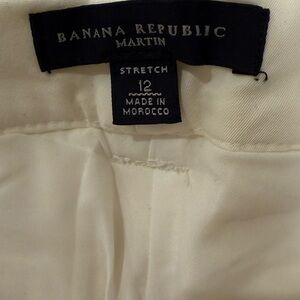 BANANA REPUBLIC
MARTIN
STRETCH
12
MADE IN
MOROCCO